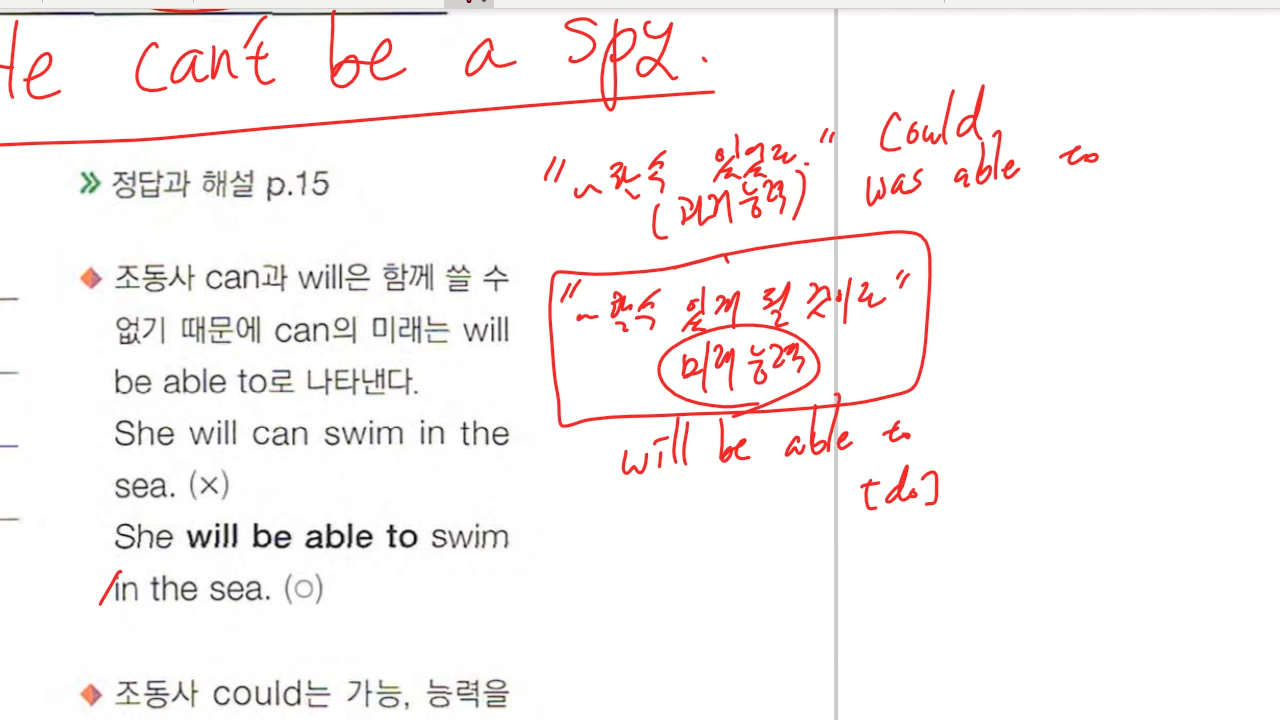 He can't be a spy.
"~할수 있었다." could
(과거능력) was able to
정답과 해설 p.15
조동사 can과 will은 함께 쓸 수
없기 때문에 can의 미래는 will
be able to로 나타낸다.
She will can swim in the
sea. (×)
She will be able to swim
in the sea. (○)
조동사 could는 가능, 능력을
"~할수 있게 될 것이다"
미래능력
will be able to
[do]